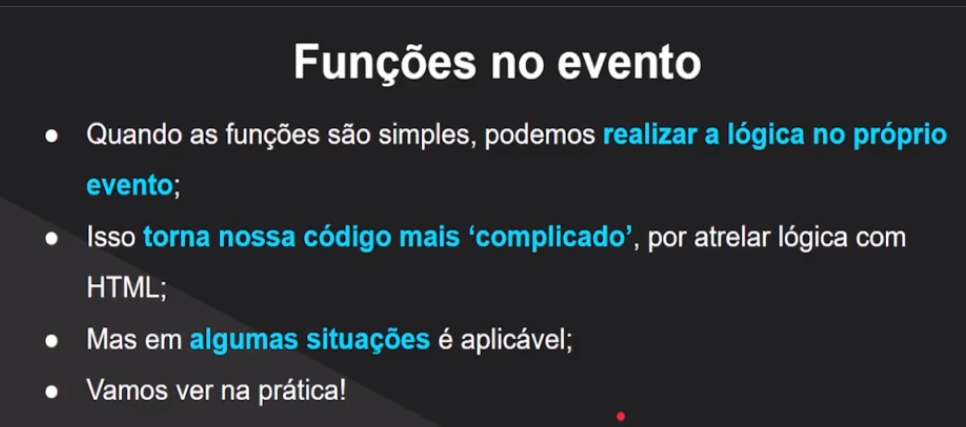 Funções no evento
● Quando as funções são simples, podemos realizar a lógica no próprio
evento;
● Isso torna nossa código mais ‘complicado’, por atrelar lógica com
HTML;
● Mas em algumas situações é aplicável;
● Vamos ver na prática!